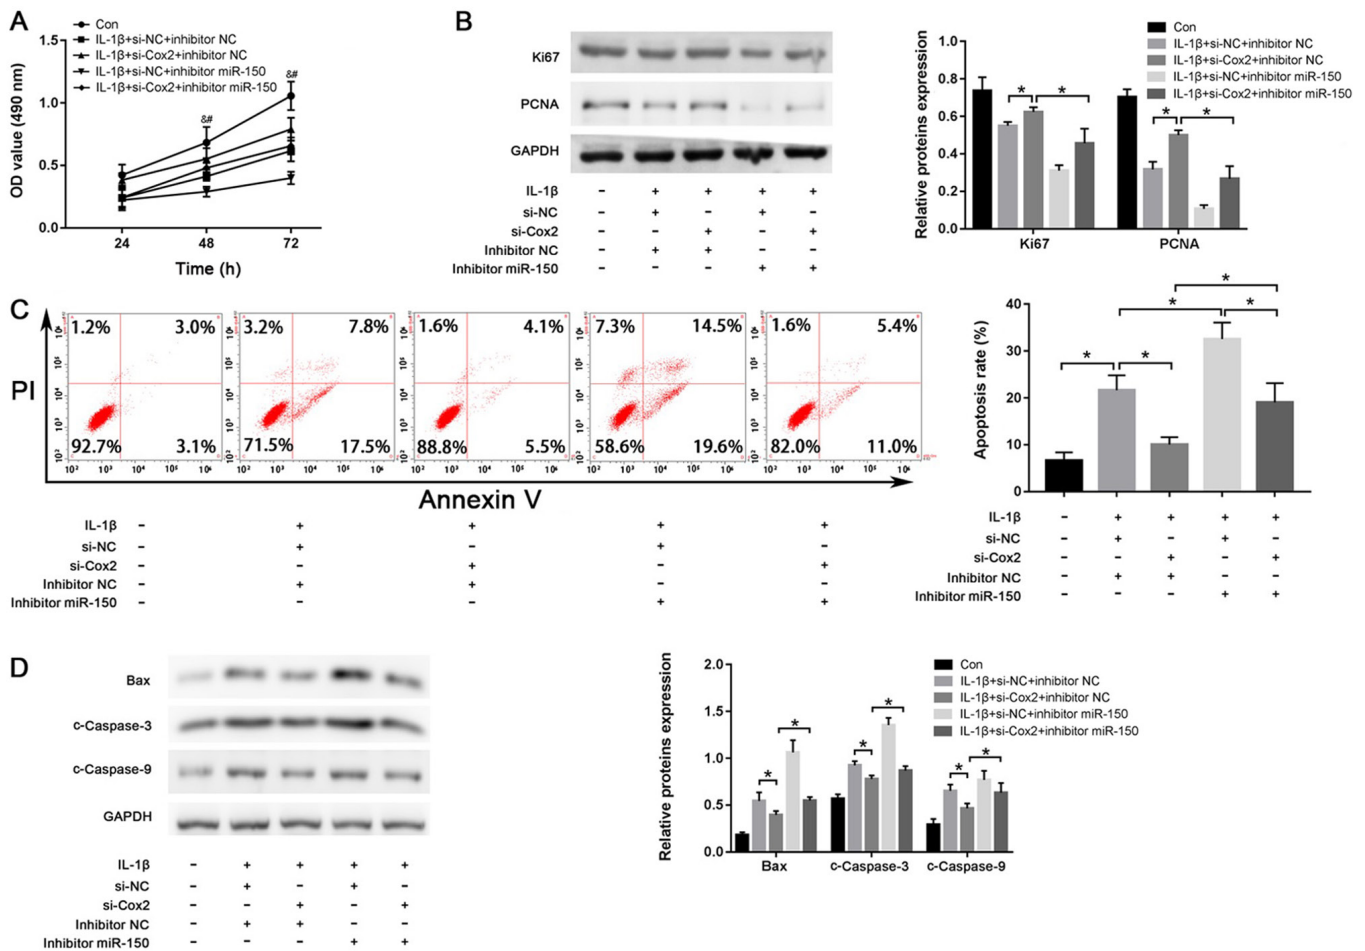 A
Con
IL-1β+si-NC+inhibitor NC
IL-1β+si-Cox2+inhibitor NC
IL-1β+si-NC+inhibitor miR-150
IL-1β+si-Cox2+inhibitor miR-150
OD value (490 nm)
1.5
1.0
0.5
0.0
&#
&#
24 48 72
Time (h)
B
Ki67
PCNA
GAPDH
IL-1β - + + + +
si-NC - + - + -
si-Cox2 - - + - +
Inhibitor NC - + + - -
Inhibitor miR-150 - - - + +
Relative proteins expression
1.0
0.8
0.6
0.4
0.2
0.0
Con
IL-1β+si-NC+inhibitor NC
IL-1β+si-Cox2+inhibitor NC
IL-1β+si-NC+inhibitor miR-150
IL-1β+si-Cox2+inhibitor miR-150
* * * *
Ki67 PCNA
C
PI
1.2% 3.0% 3.2% 7.8% 1.6% 4.1% 7.3% 14.5% 1.6% 5.4%
92.7% 3.1% 71.5% 17.5% 88.8% 5.5% 58.6% 19.6% 82.0% 11.0%
Annexin V
IL-1β - + + + +
si-NC - + - + -
si-Cox2 - - + - +
Inhibitor NC - + + - -
Inhibitor miR-150 - - - + +
Apoptosis rate (%)
40
30
20
10
0
* * * * *
IL-1β - + + + +
si-NC - + - + -
si-Cox2 - - + - +
Inhibitor NC - + + - -
Inhibitor miR-150 - - - + +
D
Bax
c-Caspase-3
c-Caspase-9
GAPDH
IL-1β - + + + +
si-NC - + - + -
si-Cox2 - - + - +
Inhibitor NC - + + - -
Inhibitor miR-150 - - - + +
Relative proteins expression
2.0
1.5
1.0
0.5
0.0
Con
IL-1β+si-NC+inhibitor NC
IL-1β+si-Cox2+inhibitor NC
IL-1β+si-NC+inhibitor miR-150
IL-1β+si-Cox2+inhibitor miR-150
* * * * * *
Bax c-Caspase-3 c-Caspase-9